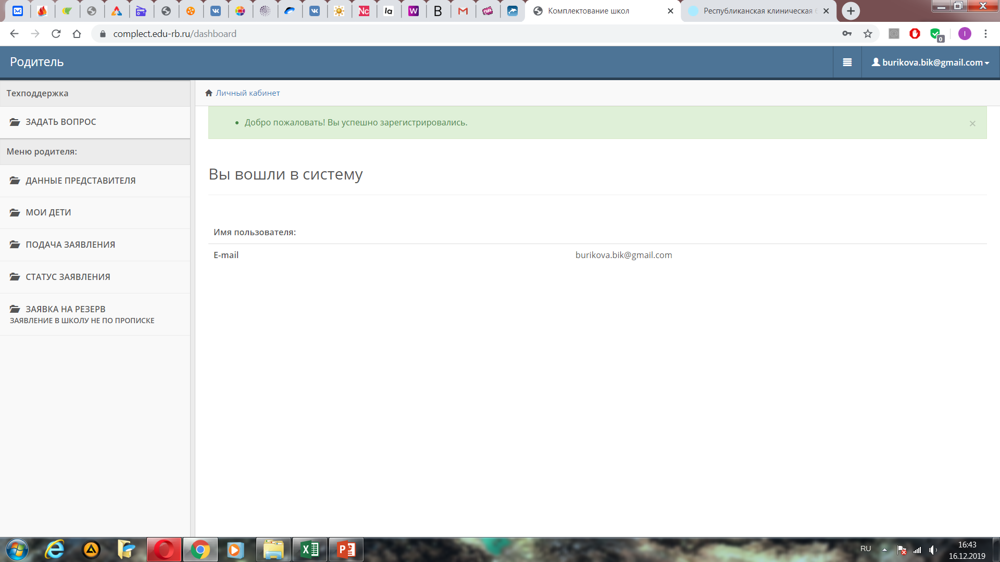 Комплектование школ
Республиканская клиническая
complect.edu-rb.ru/dashboard
0
I
Родитель
burikova.bik@gmail.com
Техподдержка
Личный кабинет
ЗАДАТЬ ВОПРОС
Добро пожаловать! Вы успешно зарегистрировались.
×
Меню родителя:
Вы вошли в систему
ДАННЫЕ ПРЕДСТАВИТЕЛЯ
МОИ ДЕТИ
Имя пользователя:
ПОДАЧА ЗАЯВЛЕНИЯ
E-mail burikova.bik@gmail.com
СТАТУС ЗАЯВЛЕНИЯ
ЗАЯВКА НА РЕЗЕРВ
ЗАЯВЛЕНИЕ В ШКОЛУ НЕ ПО ПРОПИСКЕ
RU
16:43
16.12.2019